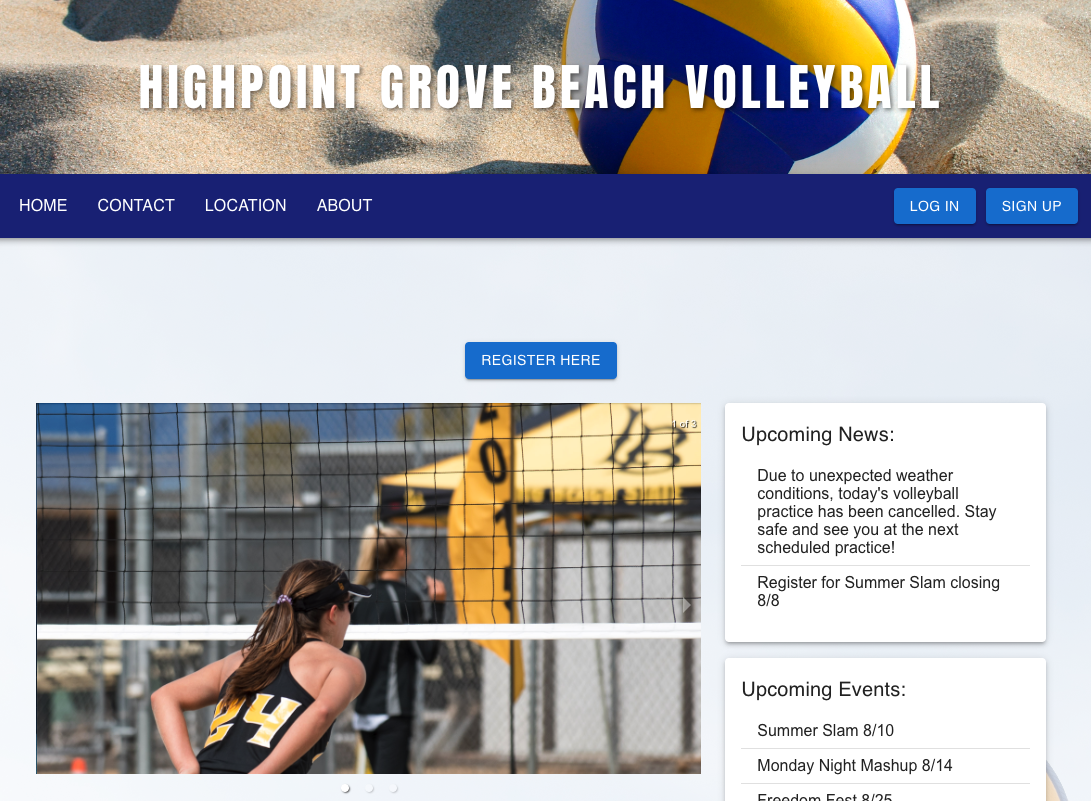 HIGHPOINT GROVE BEACH VOLLEYBALL
HOME CONTACT LOCATION ABOUT LOG IN SIGN UP
REGISTER HERE
1 of 3
24
Upcoming News:
Due to unexpected weather
conditions, today's volleyball
practice has been cancelled. Stay
safe and see you at the next
scheduled practice!
Register for Summer Slam closing
8/8
Upcoming Events:
Summer Slam 8/10
Monday Night Mashup 8/14
Freedom Fest 8/25